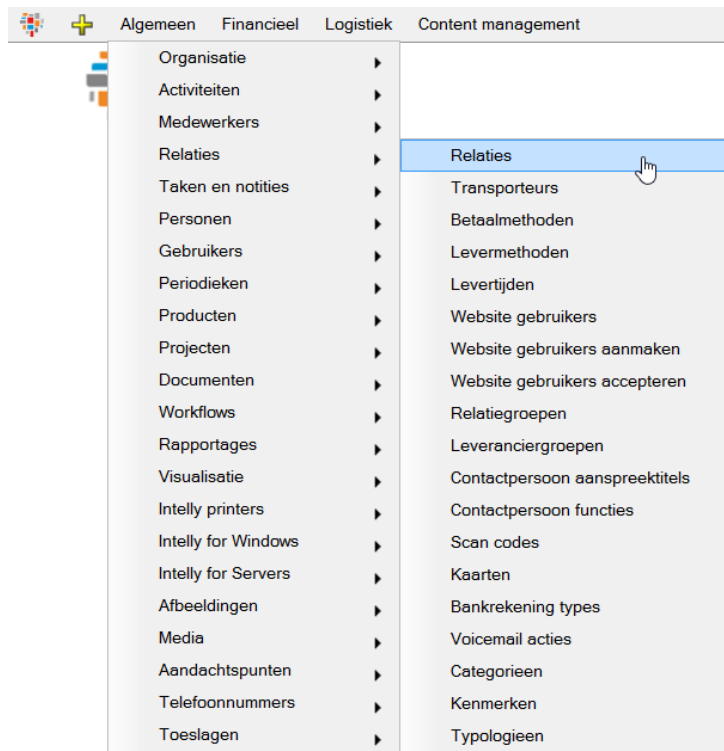 Algemeen Financieel Logistiek Content management
Organisatie
Activiteiten
Medewerkers
Relaties
Taken en notities
Personen
Gebruikers
Periodieken
Producten
Projecten
Documenten
Workflows
Rapportages
Visualisatie
Intelly printers
Intelly for Windows
Intelly for Servers
Afbeeldingen
Media
Aandachtspunten
Telefoonnummers
Toeslagen
Relaties
Transporteurs
Betaalmethoden
Levermethoden
Levertijden
Website gebruikers
Website gebruikers aanmaken
Website gebruikers accepteren
Relatiegroepen
Leveranciergroepen
Contactpersoon aanspreektitels
Contactpersoon functies
Scan codes
Kaarten
Bankrekening types
Voicemail acties
Categorieen
Kenmerken
Typologieen